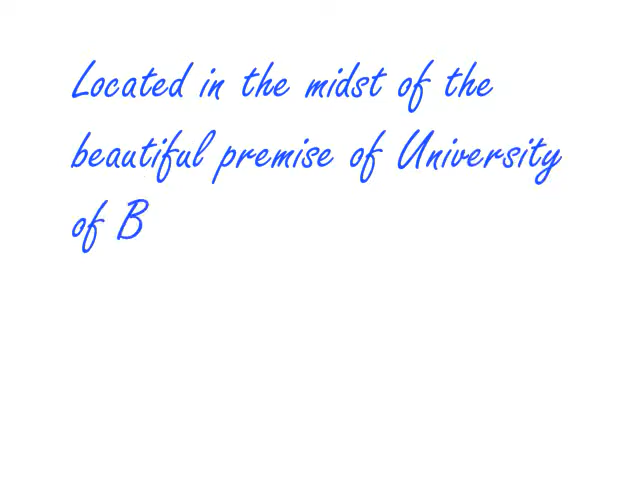 Located in the midst of the
beautiful premise of University
of B